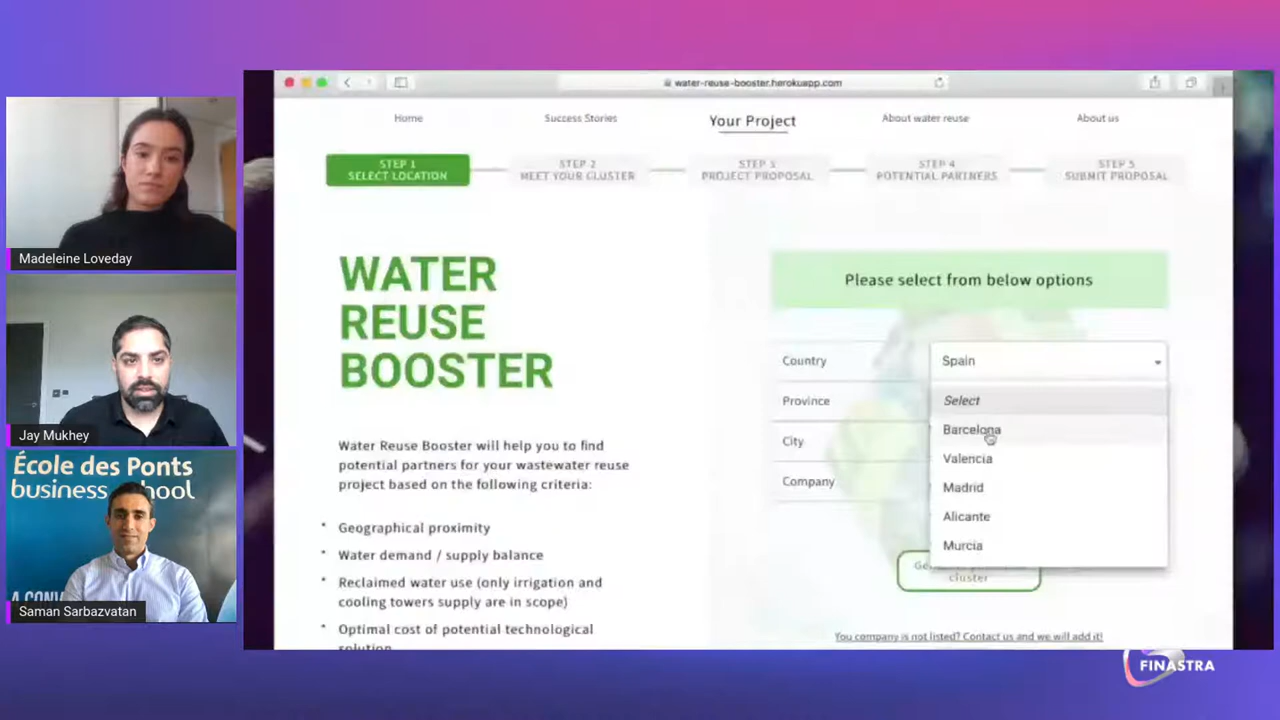 water-reuse-booster.herokuapp.com
Home
Success Stories
Your Project
About water reuse
About us
STEP 1
SELECT LOCATION
STEP 2
MEET YOUR CLUSTER
STEP 3
PROJECT PROPOSAL
STEP 4
POTENTIAL PARTNERS
STEP 5
SUBMIT PROPOSAL
WATER
REUSE
BOOSTER
Water Reuse Booster will help you to find
potential partners for your wastewater reuse
project based on the following criteria:
Geographical proximity
Water demand / supply balance
Reclaimed water use (only irrigation and
cooling towers supply are in scope)
Optimal cost of potential technological
solution
Please select from below options
Country
Spain
Province
Select
Barcelona
City
Valencia
Company
Madrid
Alicante
Murcia
cluster
You company is not listed? Contact us and we will add it!
Madeleine Loveday
Jay Mukhey
École des Ponts
business school
Saman Sarbazvatan
FINASTRA